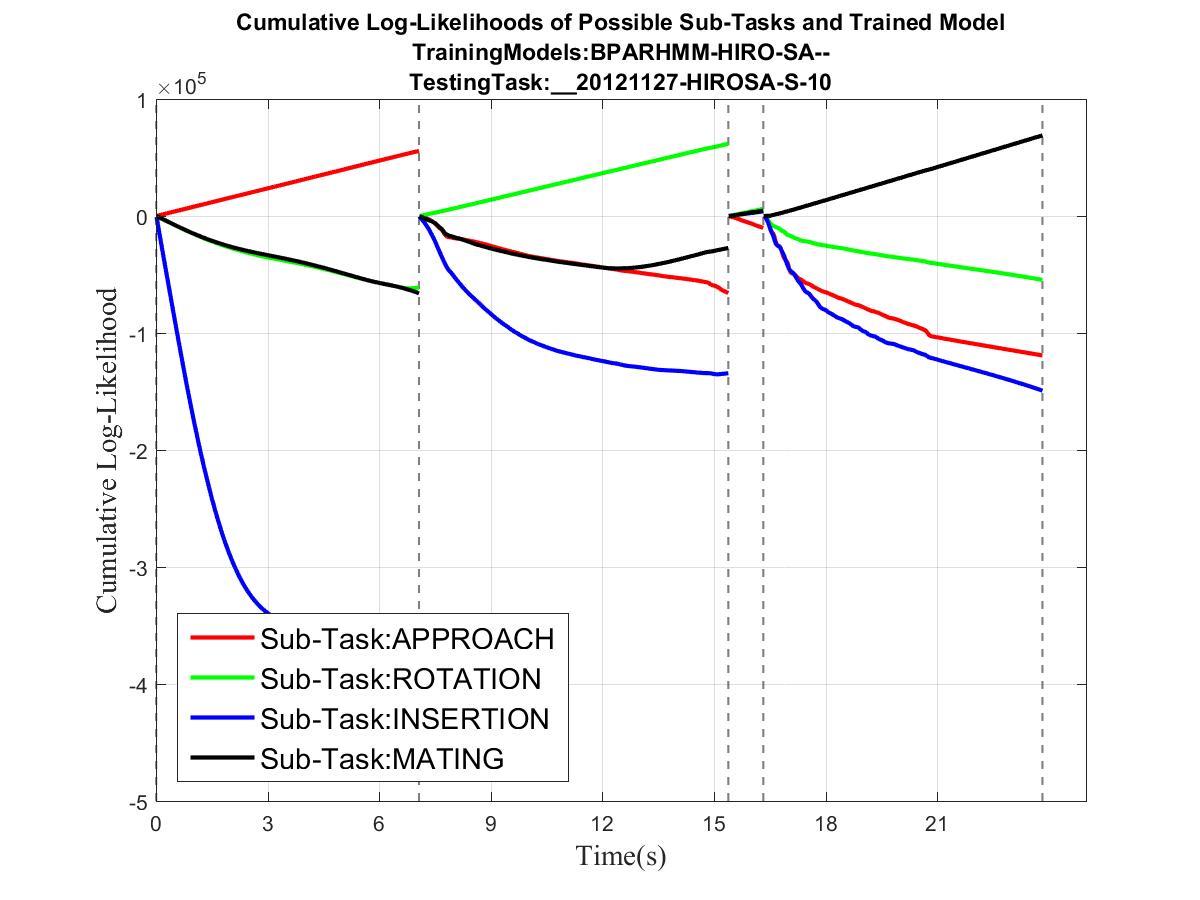 Cumulative Log-Likelihoods of Possible Sub-Tasks and Trained Model
TrainingModels:BPARHMM-HIRO-SA--
TestingTask:__20121127-HIROSA-S-10
×10^5
1
0
-1
-2
-3
-4
-5
Cumulative Log-Likelihood
Sub-Task:APPROACH
Sub-Task:ROTATION
Sub-Task:INSERTION
Sub-Task:MATING
0 3 6 9 12 15 18 21
Time(s)